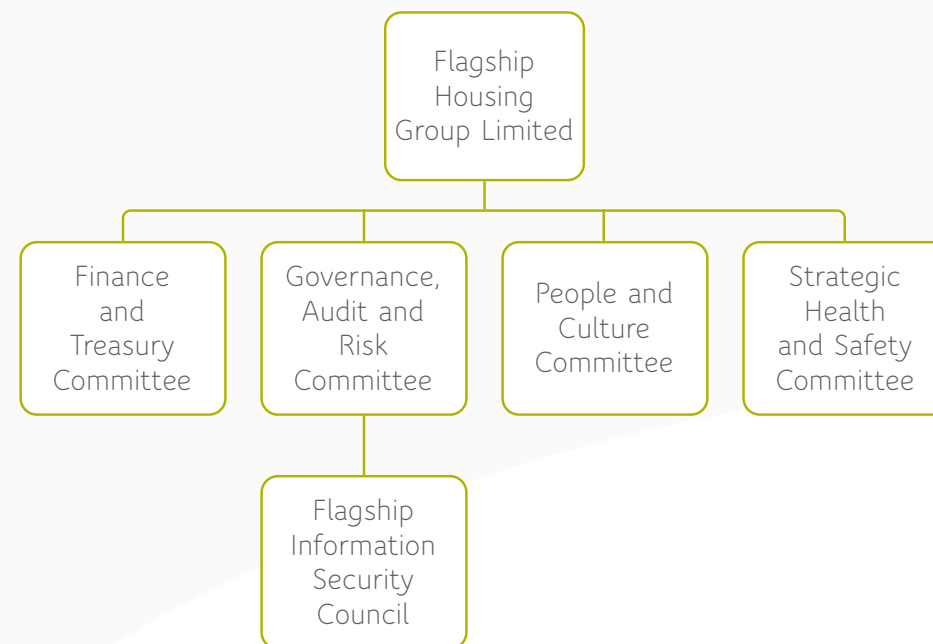 Flagship
Housing
Group Limited
Finance
and
Treasury
Committee
Governance,
Audit and
Risk
Committee
People and
Culture
Committee
Strategic
Health
and Safety
Committee
Flagship
Information
Security
Council